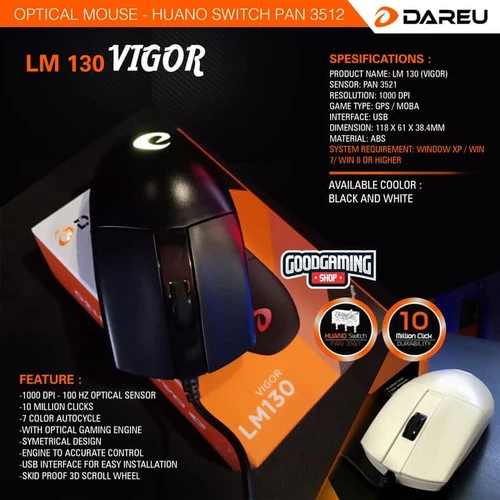 OPTICAL MOUSE - HUANO SWITCH PAN 3512
DAREU
LM 130 VIGOR
SPESIFICATIONS :
PRODUCT NAME: LM 130 (VIGOR)
SENSOR: PAN 3521
RESOLUTION: 1000 DPI
GAME TYPE: GPS / MOBA
INTERFACE: USB
DIMENSION: 118 X 61 X 38.4MM
MATERIAL: ABS
SYSTEM REQUIREMENT: WINDOW XP / WIN
7/ WIN 8 OR HIGHER
AVAILABLE COOLOR :
BLACK AND WHITE
GOODGAMING
SHOP
HUANO Switch
PAN 3521
10
Million Click
DURABILITY
VIGOR
LM130
FEATURE :
-1000 DPI - 100 HZ OPTICAL SENSOR
-10 MILLION CLICKS
-7 COLOR AUTOCYCLE
-WITH OPTICAL GAMING ENGINE
-SYMETRICAL DESIGN
-ENGINE TO ACCURATE CONTROL
-USB INTERFACE FOR EASY INSTALLATION
-SKID PROOF 3D SCROLL WHEEL